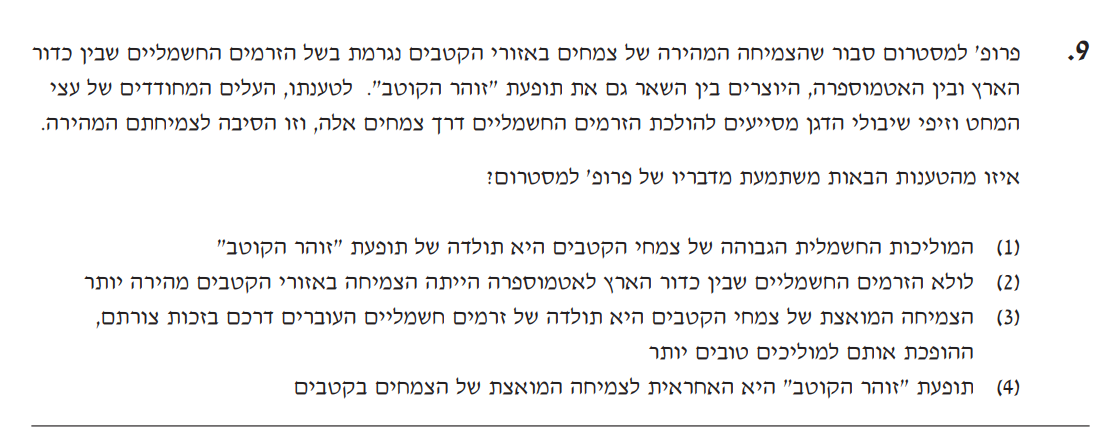 9. פרופ' למסטרום סבור שהצמיחה המהירה של צמחים באזורי הקטבים נגרמת בשל הזרמים החשמליים שבין כדור
הארץ ובין האטמוספרה, היוצרים בין השאר גם את תופעת "זוהר הקוטב". לטענתו, העלים המחודדים של עצי
המחט וזיפי שיבולי הדגן מסייעים להולכת הזרמים החשמליים דרך צמחים אלה, וזו הסיבה לצמיחתם המהירה.
איזו מהטענות הבאות משתמעת מדבריו של פרופ' למסטרום?
(1) המוליכות החשמלית הגבוהה של צמחי הקטבים היא תולדה של תופעת "זוהר הקוטב"
(2) לולא הזרמים החשמליים שבין כדור הארץ לאטמוספרה הייתה הצמיחה באזורי הקטבים מהירה יותר
(3) הצמיחה המואצת של צמחי הקטבים היא תולדה של זרמים חשמליים העוברים דרכם בזכות צורתם,
ההופכת אותם למוליכים טובים יותר
(4) תופעת "זוהר הקוטב" היא האחראית לצמיחה המואצת של הצמחים בקטבים